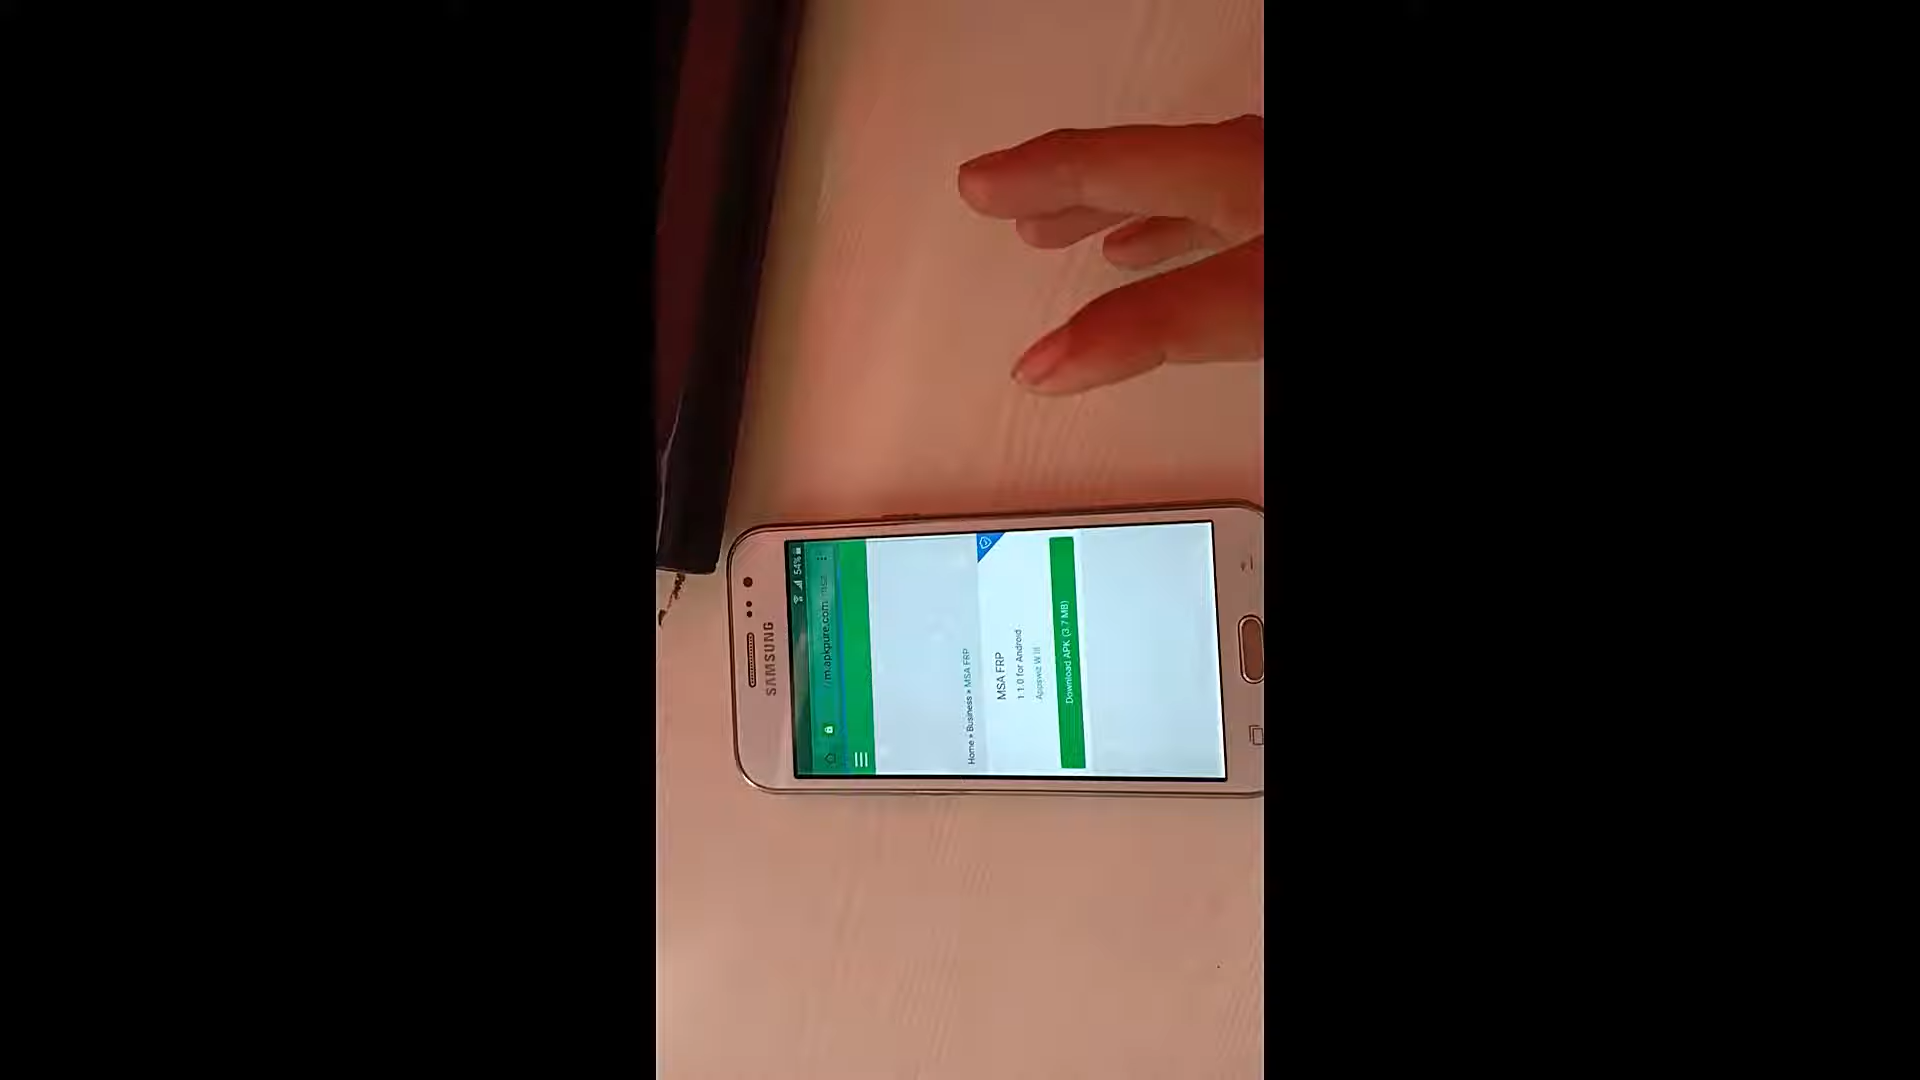 SAMSUNG
54%
m.apkpure.com
Home » Business » MSA FRP
MSA FRP
1.1.0 for Android
Download APK (3.7 MB)